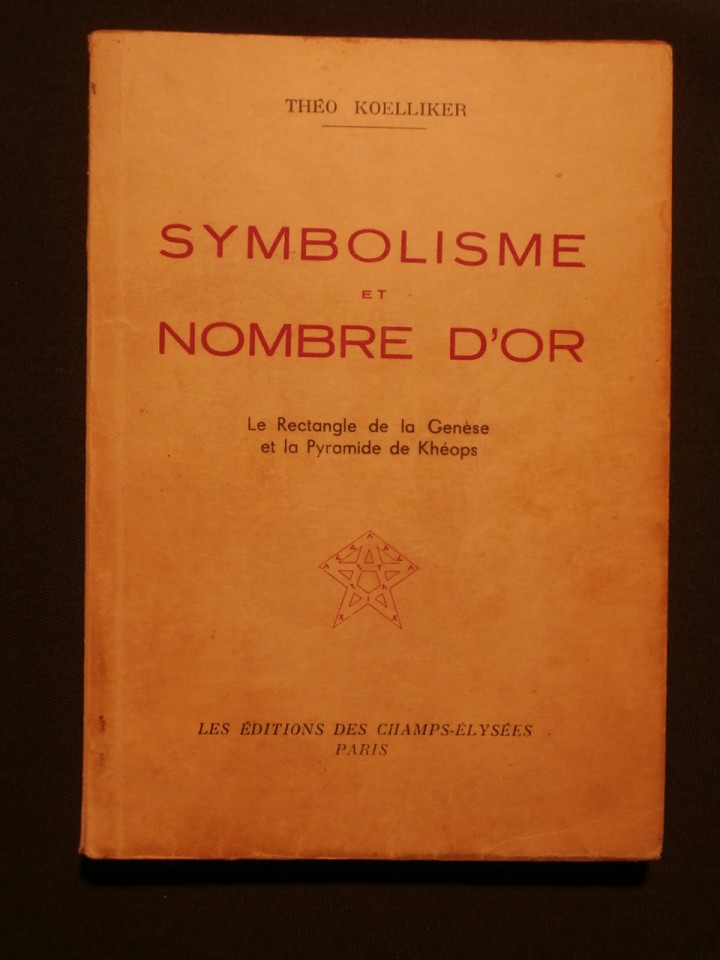 THÉO KOELLIKER
SYMBOLISME
ET
NOMBRE D'OR
Le Rectangle de la Genèse
et la Pyramide de Khéops
LES ÉDITIONS DES CHAMPS-ÉLYSÉES
PARIS